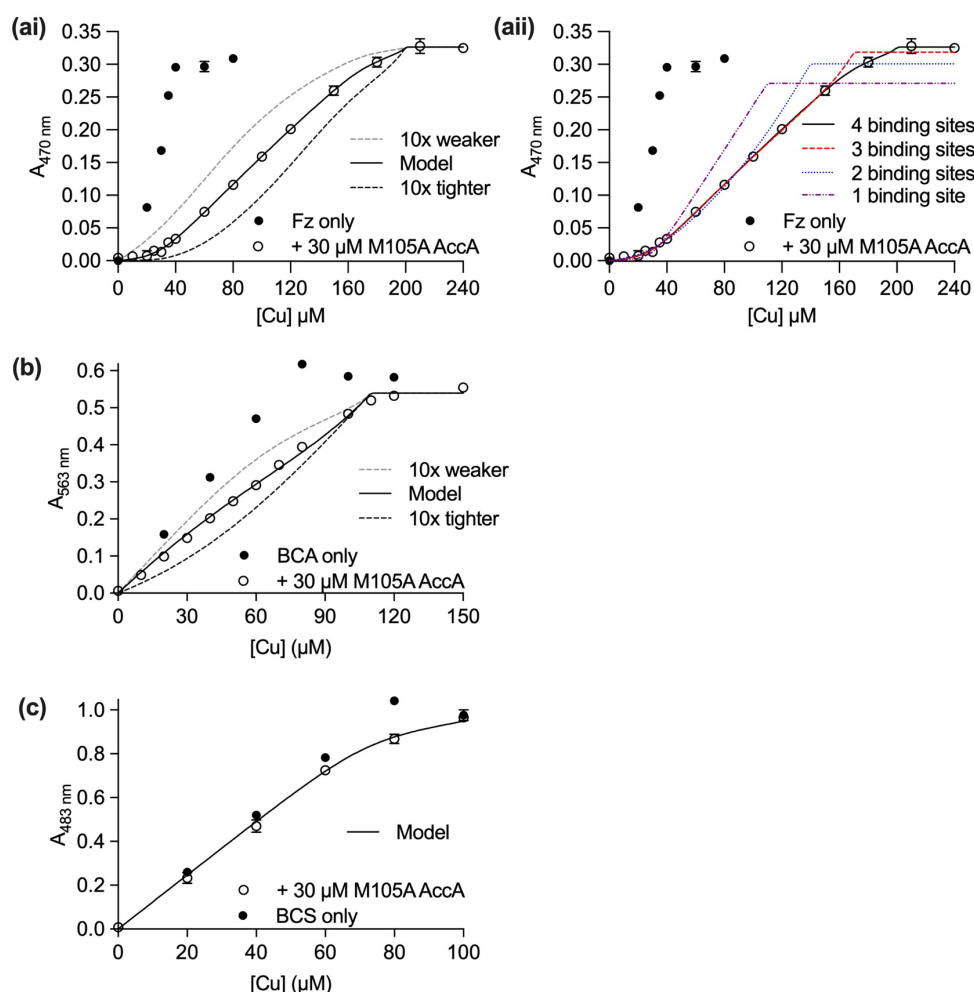 (ai)
0.35
0.30
0.25
0.20
0.15
0.10
0.05
0.00
A470 nm
0 40 80 120 160 200 240
[Cu] µM
10x weaker
Model
10x tighter
Fz only
+ 30 µM M105A AccA
(aii)
0.35
0.30
0.25
0.20
0.15
0.10
0.05
0.00
A470 nm
0 40 80 120 160 200 240
[Cu] µM
4 binding sites
3 binding sites
2 binding sites
1 binding site
Fz only
+ 30 µM M105A AccA
(b)
0.6
0.5
0.4
0.3
0.2
0.1
0.0
A563 nm
0 30 60 90 120 150
[Cu] (µM)
10x weaker
Model
10x tighter
BCA only
+ 30 µM M105A AccA
(c)
1.0
0.8
0.6
0.4
0.2
0.0
A483 nm
0 20 40 60 80 100
[Cu] (µM)
Model
+ 30 µM M105A AccA
BCS only